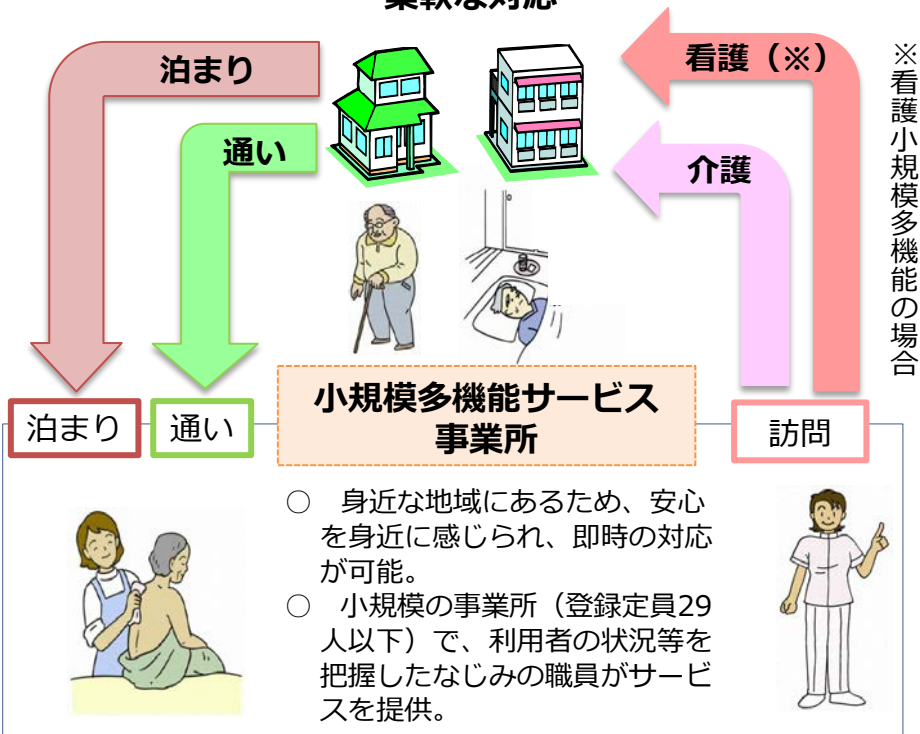 柔軟な対応
泊まり
通い
看護（※）
介護
※看護小規模多機能の場合
泊まり
通い
小規模多機能サービス
事業所
訪問
○　身近な地域にあるため、安心
を身近に感じられ、即時の対応
が可能。
○　小規模の事業所（登録定員29
人以下）で、利用者の状況等を
把握したなじみの職員がサービ
スを提供。